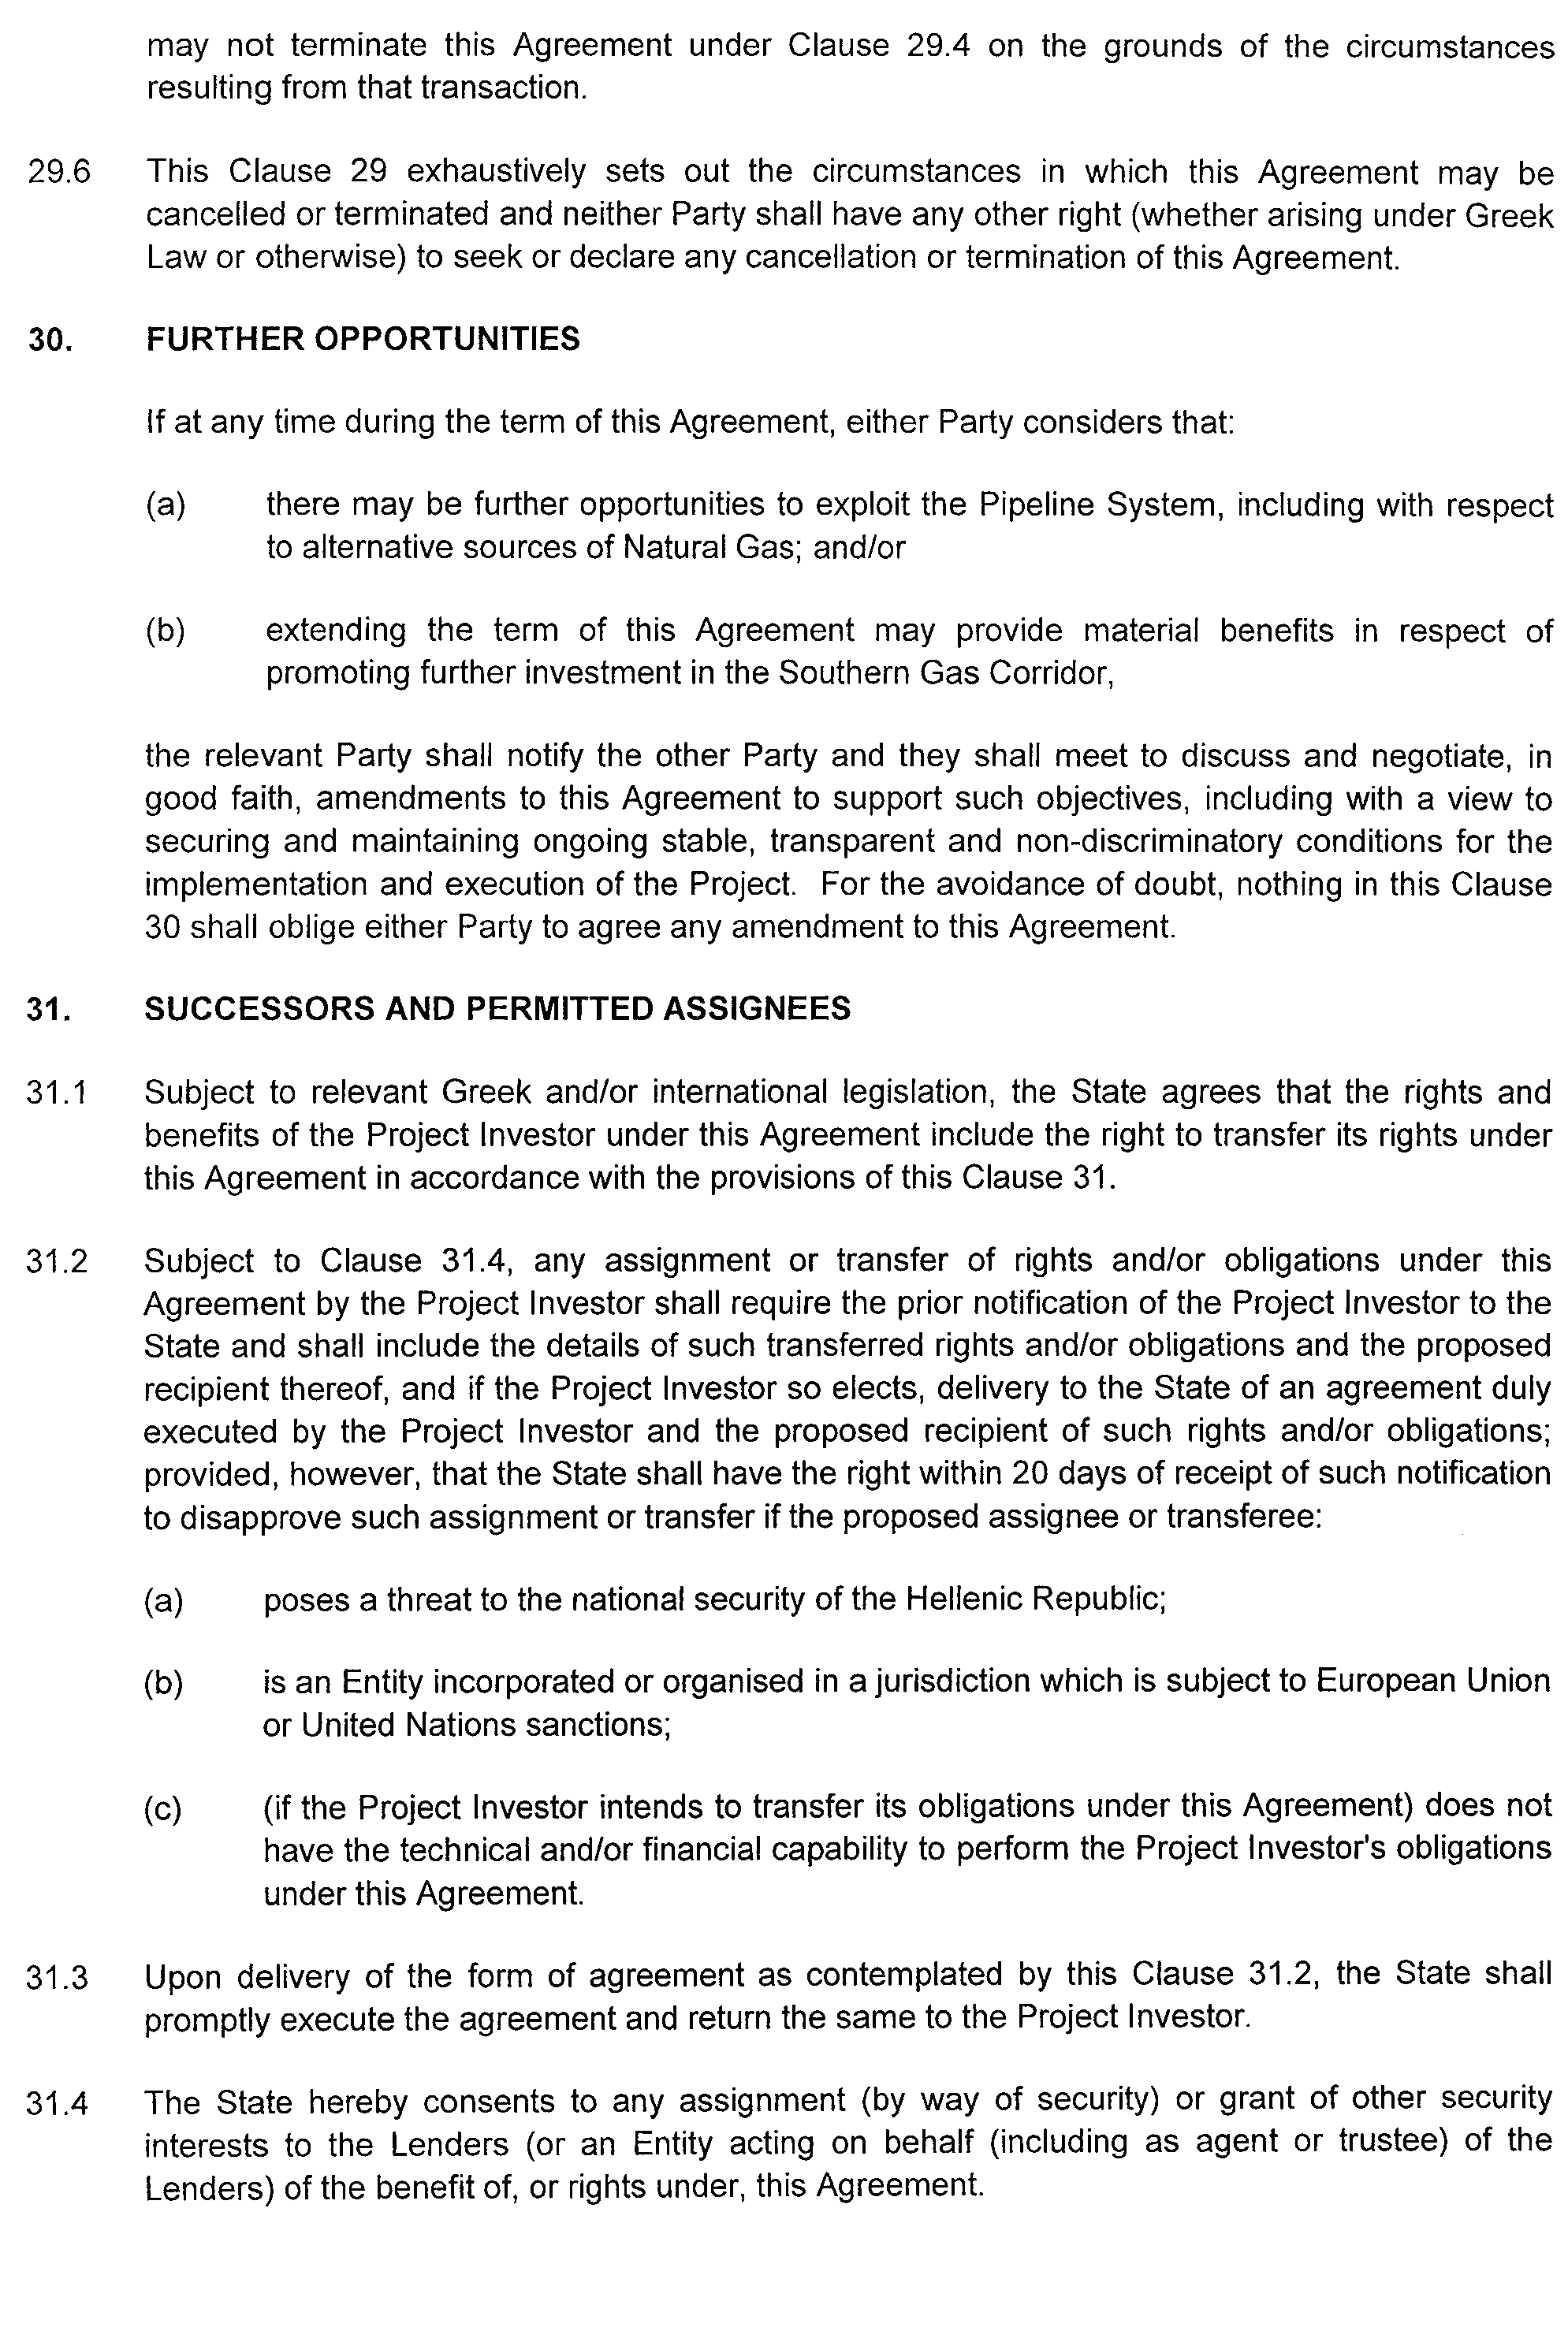 may not terminate this Agreement under Clause 29.4 on the grounds of the circumstances
resulting from that transaction.
29.6 This Clause 29 exhaustively sets out the circumstances in which this Agreement may be
cancelled or terminated and neither Party shall have any other right (whether arising under Greek
Law or otherwise) to seek or declare any cancellation or termination of this Agreement.
30. FURTHER OPPORTUNITIES
If at any time during the term of this Agreement, either Party considers that:
(a) there may be further opportunities to exploit the Pipeline System, including with respect
to alternative sources of Natural Gas; and/or
(b) extending the term of this Agreement may provide material benefits in respect of
promoting further investment in the Southern Gas Corridor,
the relevant Party shall notify the other Party and they shall meet to discuss and negotiate, in
good faith, amendments to this Agreement to support such objectives, including with a view to
securing and maintaining ongoing stable, transparent and non-discriminatory conditions for the
implementation and execution of the Project. For the avoidance of doubt, nothing in this Clause
30 shall oblige either Party to agree any amendment to this Agreement.
31. SUCCESSORS AND PERMITTED ASSIGNEES
31.1 Subject to relevant Greek and/or international legislation, the State agrees that the rights and
benefits of the Project Investor under this Agreement include the right to transfer its rights under
this Agreement in accordance with the provisions of this Clause 31.
31.2 Subject to Clause 31.4, any assignment or transfer of rights and/or obligations under this
Agreement by the Project Investor shall require the prior notification of the Project Investor to the
State and shall include the details of such transferred rights and/or obligations and the proposed
recipient thereof, and if the Project Investor so elects, delivery to the State of an agreement duly
executed by the Project Investor and the proposed recipient of such rights and/or obligations;
provided, however, that the State shall have the right within 20 days of receipt of such notification
to disapprove such assignment or transfer if the proposed assignee or transferee:
(a) poses a threat to the national security of the Hellenic Republic;
(b) is an Entity incorporated or organised in a jurisdiction which is subject to European Union
or United Nations sanctions;
(c) (if the Project Investor intends to transfer its obligations under this Agreement) does not
have the technical and/or financial capability to perform the Project Investor's obligations
under this Agreement.
31.3 Upon delivery of the form of agreement as contemplated by this Clause 31.2, the State shall
promptly execute the agreement and return the same to the Project Investor.
31.4 The State hereby consents to any assignment (by way of security) or grant of other security
interests to the Lenders (or an Entity acting on behalf (including as agent or trustee) of the
Lenders) of the benefit of, or rights under, this Agreement.